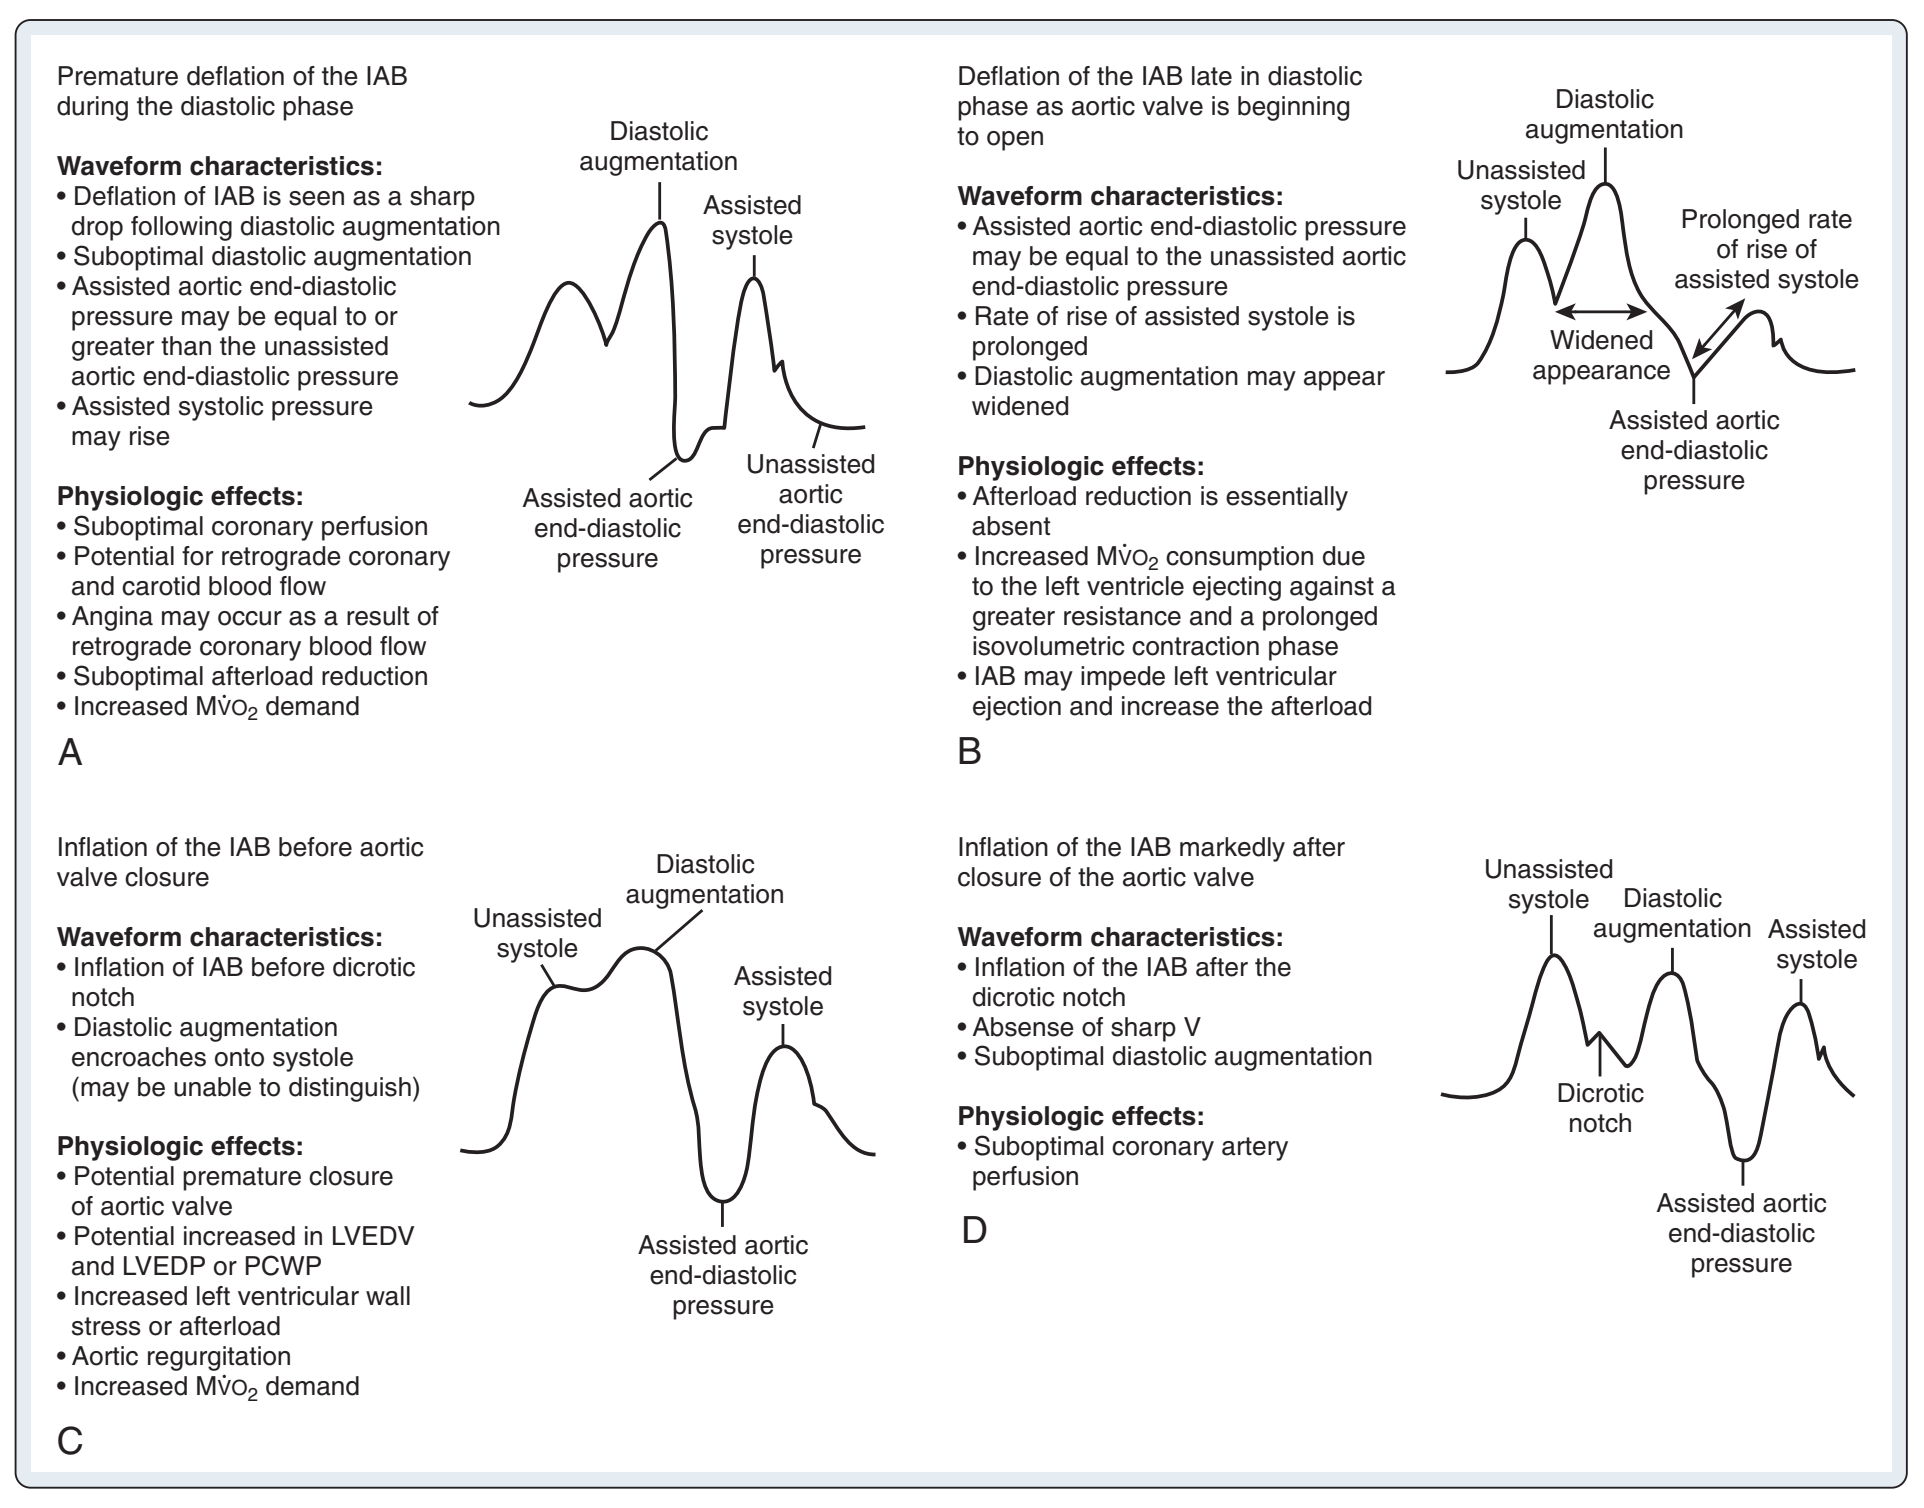 Premature deflation of the IAB
during the diastolic phase
Waveform characteristics:
• Deflation of IAB is seen as a sharp
drop following diastolic augmentation
• Suboptimal diastolic augmentation
• Assisted aortic end-diastolic
pressure may be equal to or
greater than the unassisted
aortic end-diastolic pressure
• Assisted systolic pressure
may rise
Physiologic effects:
• Suboptimal coronary perfusion
• Potential for retrograde coronary
and carotid blood flow
• Angina may occur as a result of
retrograde coronary blood flow
• Suboptimal afterload reduction
• Increased MV̇O₂ demand
A
Diastolic
augmentation
Assisted
systole
Assisted aortic
end-diastolic
pressure
Unassisted
aortic
end-diastolic
pressure
Deflation of the IAB late in diastolic
phase as aortic valve is beginning
to open
Waveform characteristics:
• Assisted aortic end-diastolic pressure
may be equal to the unassisted aortic
end-diastolic pressure
• Rate of rise of assisted systole is
prolonged
• Diastolic augmentation may appear
widened
Physiologic effects:
• Afterload reduction is essentially
absent
• Increased MV̇O₂ consumption due
to the left ventricle ejecting against a
greater resistance and a prolonged
isovolumetric contraction phase
• IAB may impede left ventricular
ejection and increase the afterload
B
Diastolic
augmentation
Unassisted
systole
Prolonged rate
of rise of
assisted systole
Widened
appearance
Assisted aortic
end-diastolic
pressure
Inflation of the IAB before aortic
valve closure
Waveform characteristics:
• Inflation of IAB before dicrotic
notch
• Diastolic augmentation
encroaches onto systole
(may be unable to distinguish)
Physiologic effects:
• Potential premature closure
of aortic valve
• Potential increased in LVEDV
and LVEDP or PCWP
• Increased left ventricular wall
stress or afterload
• Aortic regurgitation
• Increased MV̇O₂ demand
C
Diastolic
augmentation
Unassisted
systole
Assisted
systole
Assisted aortic
end-diastolic
pressure
Inflation of the IAB markedly after
closure of the aortic valve
Waveform characteristics:
• Inflation of the IAB after the
dicrotic notch
• Absense of sharp V
• Suboptimal diastolic augmentation
Physiologic effects:
• Suboptimal coronary artery
perfusion
D
Unassisted
systole
Diastolic
augmentation
Assisted
systole
Dicrotic
notch
Assisted aortic
end-diastolic
pressure